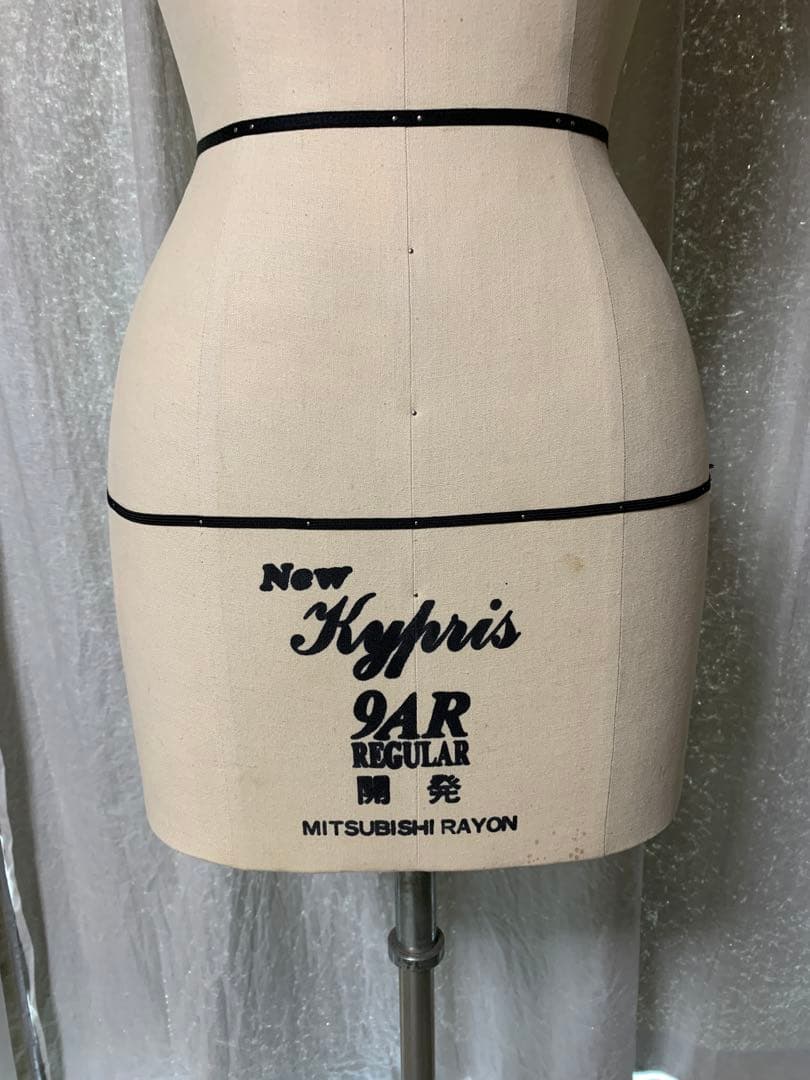 New
Kypris
9AR
REGULAR
開発
MITSUBISHI RAYON